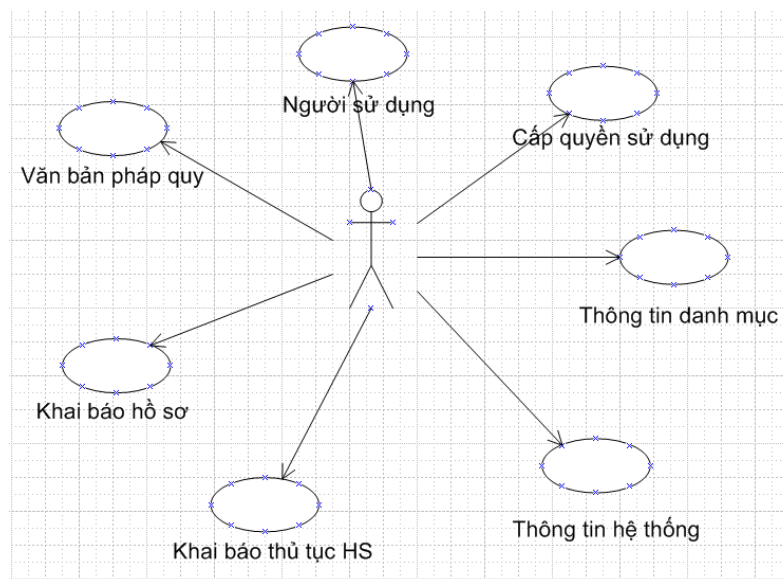 Người sử dụng
Cấp quyền sử dụng
Văn bản pháp quy
Thông tin danh mục
Khai báo hồ sơ
Thông tin hệ thống
Khai báo thủ tục HS